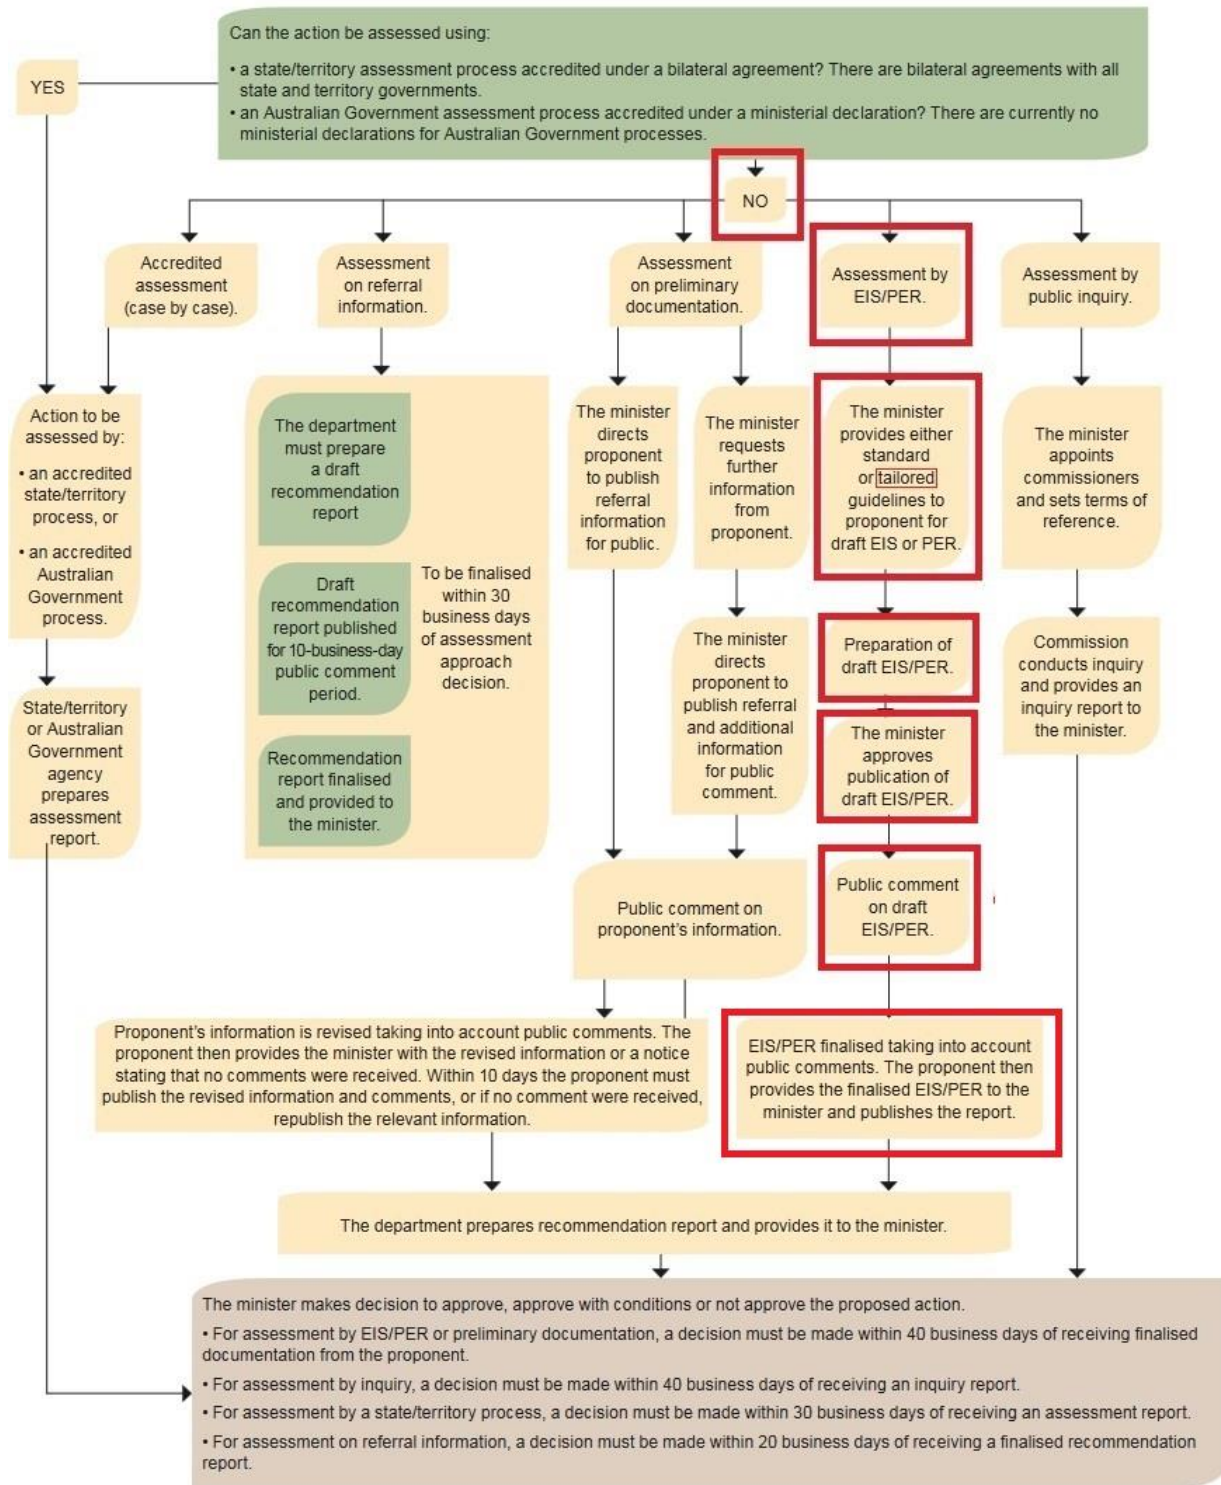 Can the action be assessed using:
• a state/territory assessment process accredited under a bilateral agreement? There are bilateral agreements with all
state and territory governments.
• an Australian Government assessment process accredited under a ministerial declaration? There are currently no
ministerial declarations for Australian Government processes.
YES
NO
Accredited
assessment
(case by case).
Assessment
on referral
information.
Assessment
on preliminary
documentation.
Assessment by
EIS/PER.
Assessment by
public inquiry.
Action to be
assessed by:
• an accredited
state/territory
process, or
• an accredited
Australian
Government
process.
State/territory
or Australian
Government
agency
prepares
assessment
report.
The department
must prepare
a draft
recommendation
report
Draft
recommendation
report published
for 10-business-day
public comment
period.
Recommendation
report finalised
and provided to
the minister.
To be finalised
within 30
business days
of assessment
approach
decision.
The minister
directs
proponent
to publish
referral
information
for public.
The minister
requests
further
information
from
proponent.
The minister
directs
proponent to
publish referral
and additional
information
for public
comment.
Public comment on
proponent's information.
The minister
provides either
standard
or tailored
guidelines to
proponent for
draft EIS or PER.
Preparation of
draft EIS/PER.
The minister
approves
publication of
draft EIS/PER.
Public comment
on draft
EIS/PER.
The minister
appoints
commissioners
and sets terms of
reference.
Commission
conducts inquiry
and provides an
inquiry report to
the minister.
Proponent's information is revised taking into account public comments. The
proponent then provides the minister with the revised information or a notice
stating that no comments were received. Within 10 days the proponent must
publish the revised information and comments, or if no comment were received,
republish the relevant information.
EIS/PER finalised taking into account
public comments. The proponent then
provides the finalised EIS/PER to the
minister and publishes the report.
The department prepares recommendation report and provides it to the minister.
The minister makes decision to approve, approve with conditions or not approve the proposed action.
• For assessment by EIS/PER or preliminary documentation, a decision must be made within 40 business days of receiving finalised
documentation from the proponent.
• For assessment by inquiry, a decision must be made within 40 business days of receiving an inquiry report.
• For assessment by a state/territory process, a decision must be made within 30 business days of receiving an assessment report.
• For assessment on referral information, a decision must be made within 20 business days of receiving a finalised recommendation
report.